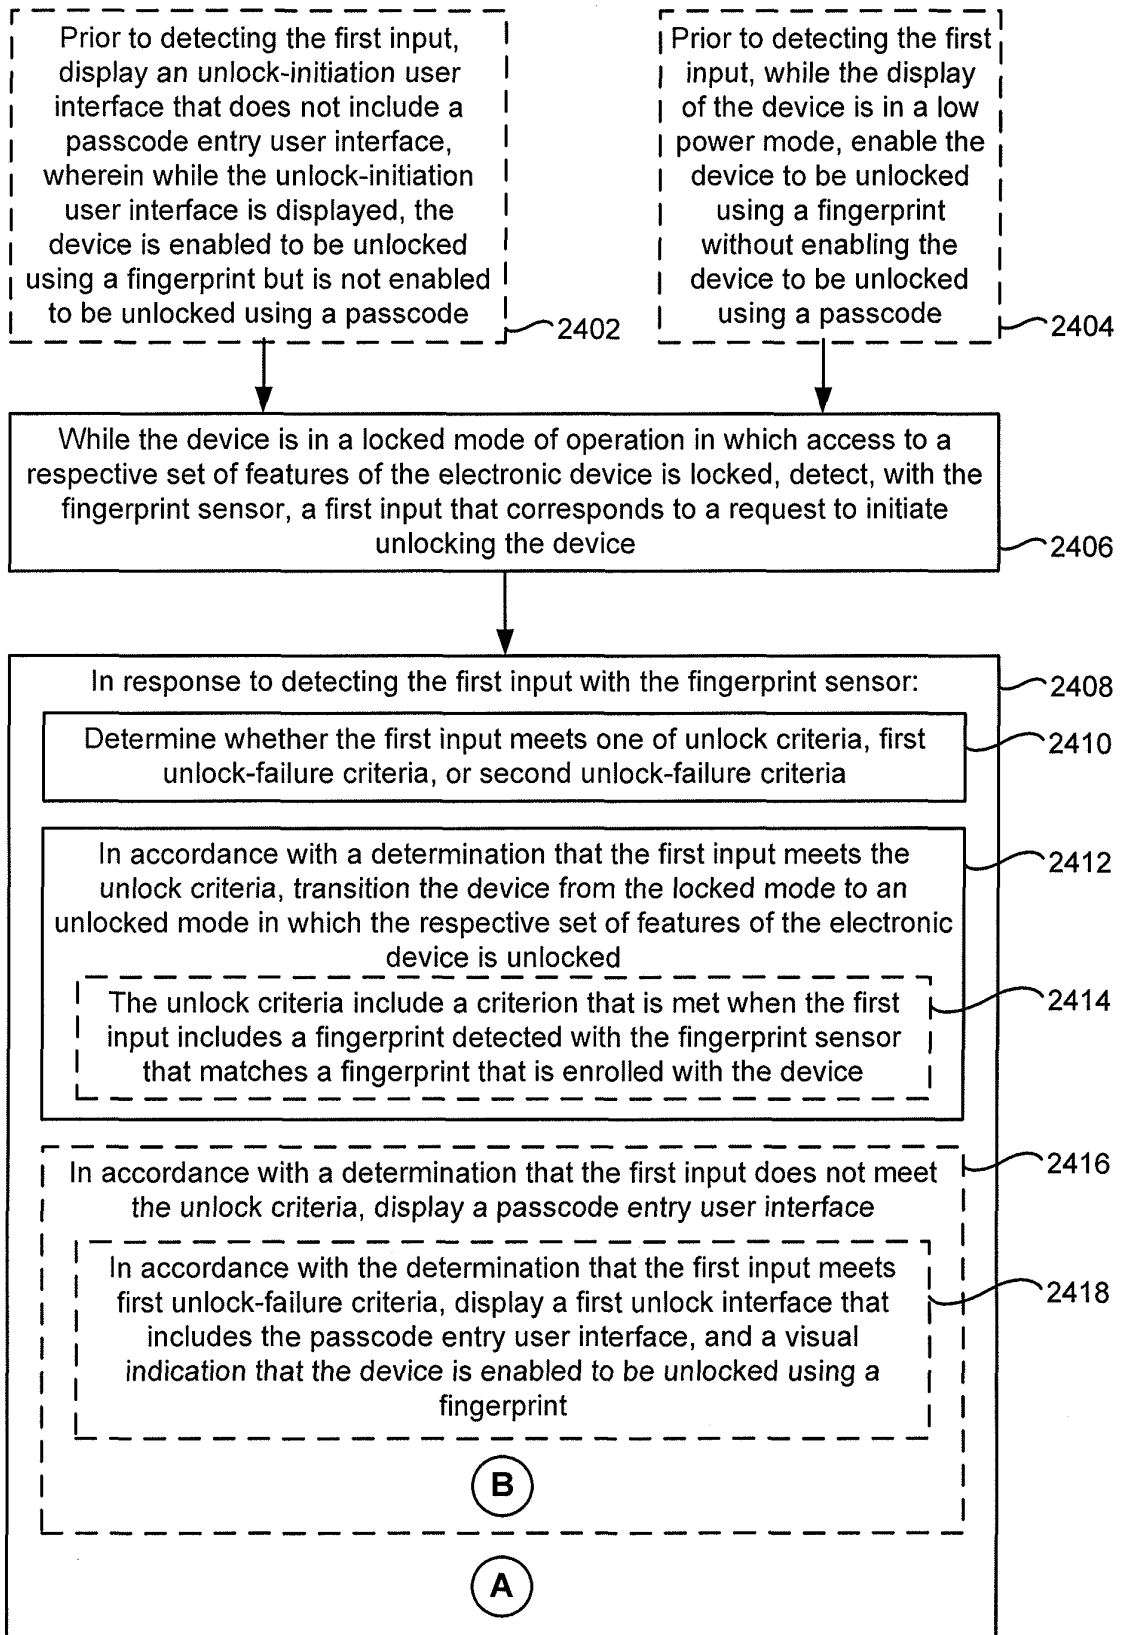 Prior to detecting the first input,
display an unlock-initiation user
interface that does not include a
passcode entry user interface,
wherein while the unlock-initiation
user interface is displayed, the
device is enabled to be unlocked
using a fingerprint but is not enabled
to be unlocked using a passcode
2402
Prior to detecting the first
input, while the display
of the device is in a low
power mode, enable the
device to be unlocked
using a fingerprint
without enabling the
device to be unlocked
using a passcode
2404
While the device is in a locked mode of operation in which access to a
respective set of features of the electronic device is locked, detect, with the
fingerprint sensor, a first input that corresponds to a request to initiate
unlocking the device
2406
In response to detecting the first input with the fingerprint sensor:
2408
Determine whether the first input meets one of unlock criteria, first
unlock-failure criteria, or second unlock-failure criteria
2410
In accordance with a determination that the first input meets the
unlock criteria, transition the device from the locked mode to an
unlocked mode in which the respective set of features of the electronic
device is unlocked
2412
The unlock criteria include a criterion that is met when the first
input includes a fingerprint detected with the fingerprint sensor
that matches a fingerprint that is enrolled with the device
2414
In accordance with a determination that the first input does not meet
the unlock criteria, display a passcode entry user interface
2416
In accordance with the determination that the first input meets
first unlock-failure criteria, display a first unlock interface that
includes the passcode entry user interface, and a visual
indication that the device is enabled to be unlocked using a
fingerprint
2418
B
A